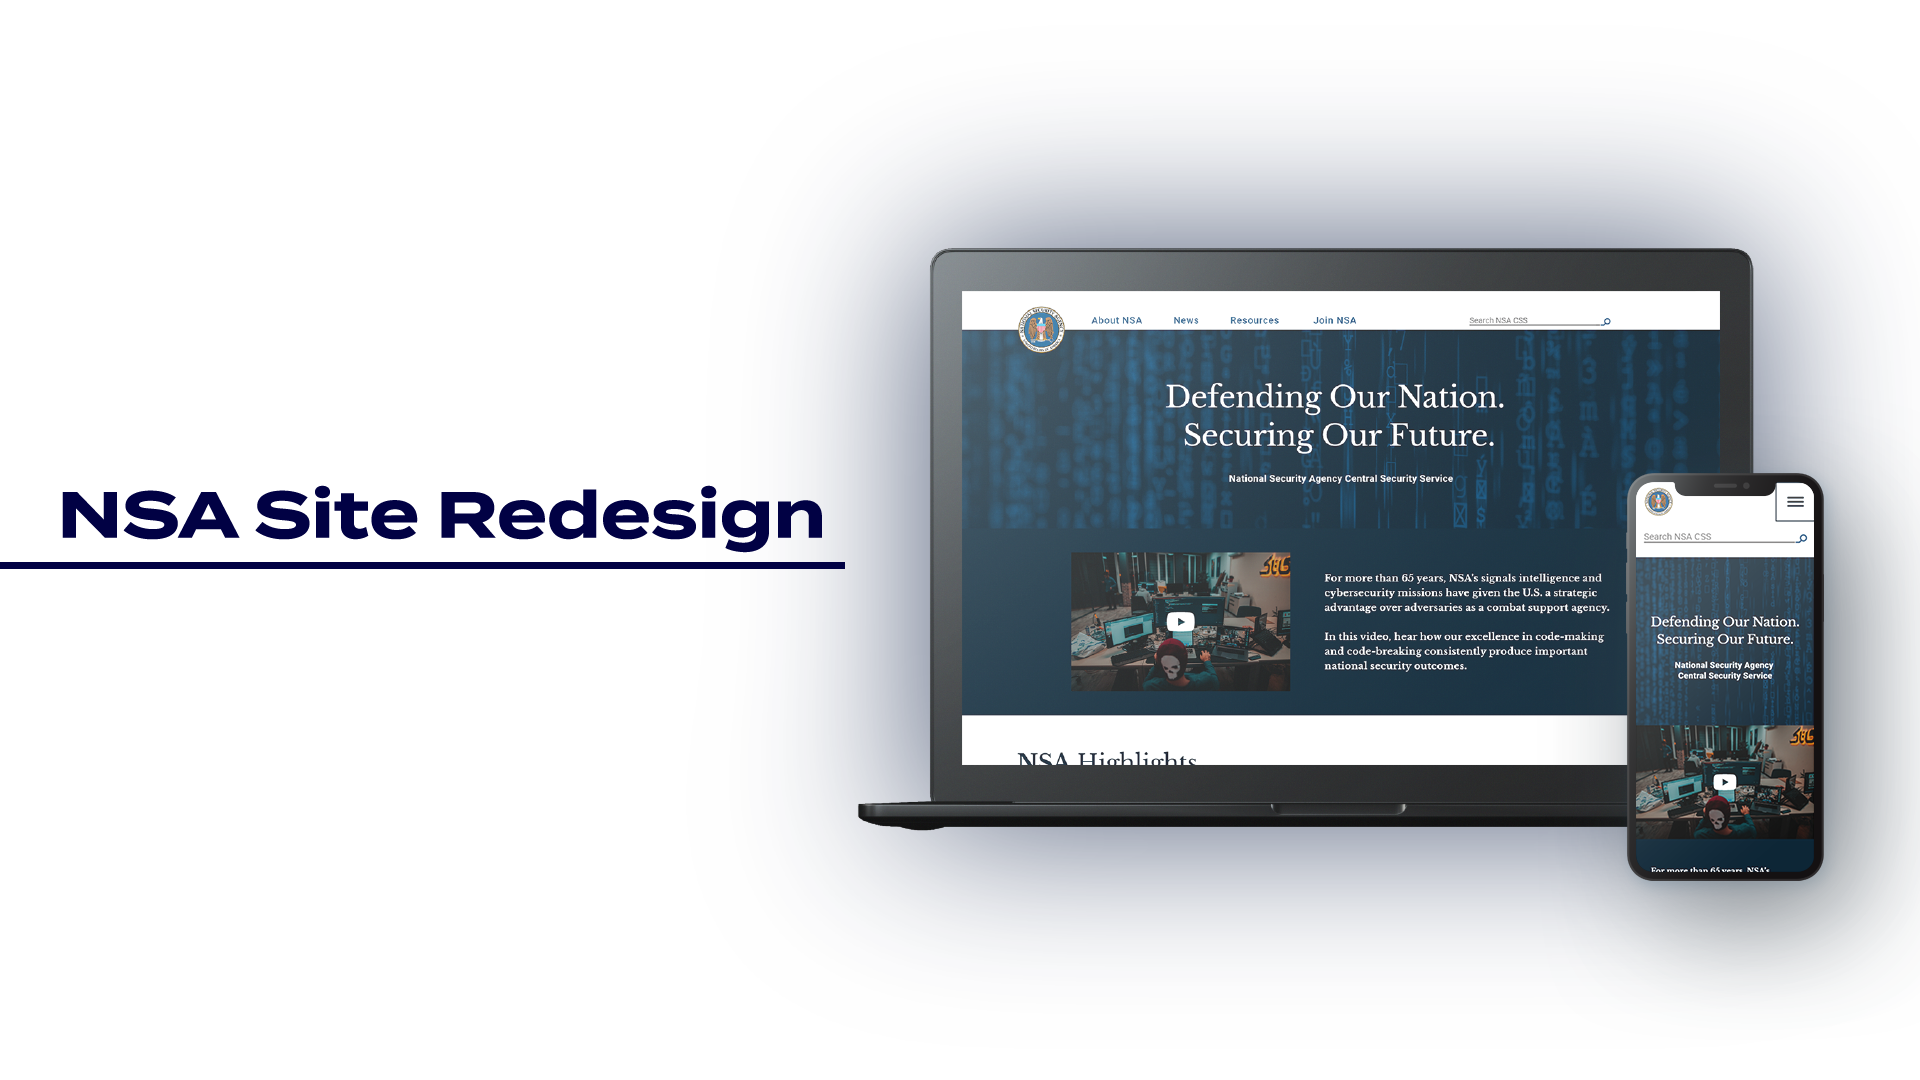 NSA Site Redesign
About NSA News Resources Join NSA Search NSA CSS
Defending Our Nation.
Securing Our Future.
National Security Agency Central Security Service
For more than 65 years, NSA's signals intelligence and
cybersecurity missions have given the U.S. a strategic
advantage over adversaries as a combat support agency.
In this video, hear how our excellence in code-making
and code-breaking consistently produce important
national security outcomes.
NSA Highlights
Search NSA CSS
Defending Our Nation.
Securing Our Future.
National Security Agency
Central Security Service
For more than 65 years, NSA's